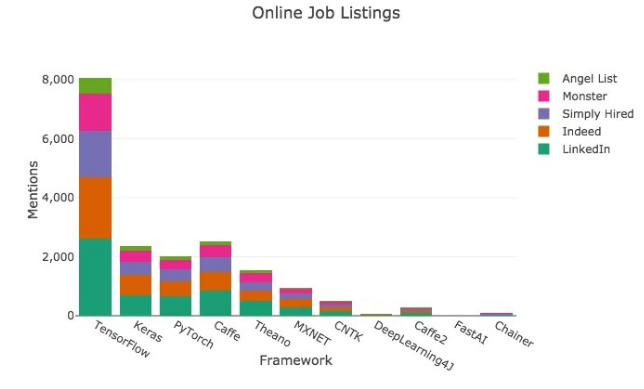 Online Job Listings
8,000
6,000
4,000
2,000
0
Mentions
TensorFlow
Keras
PyTorch
Caffe
Theano
MXNET
CNTK
DeepLearning4J
Caffe2
FastAI
Chainer
Framework
Angel List
Monster
Simply Hired
Indeed
LinkedIn